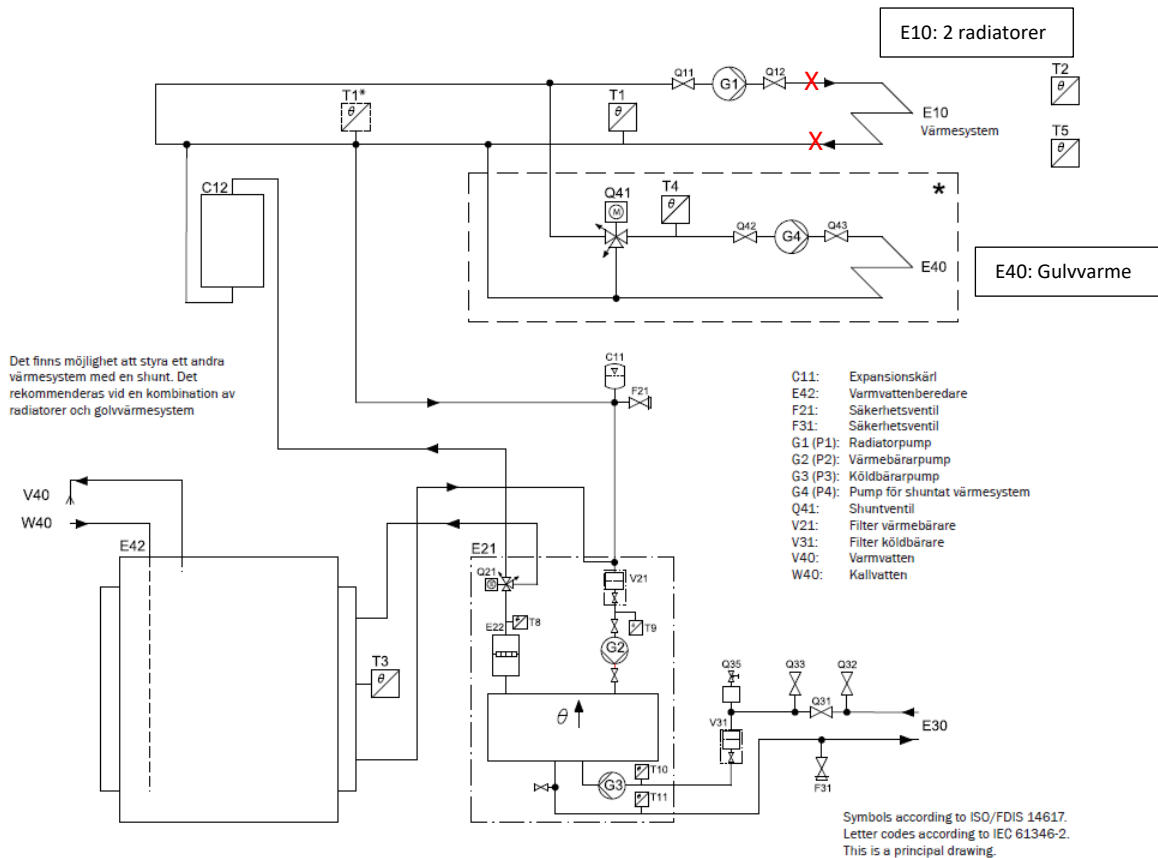 E10: 2 radiatorer
Q11
G1
Q12
X
T2
θ
T1*
θ
T1
θ
E10
Värmesystem
X
T5
θ
C12
Q41
M
T4
θ
*
Q42
G4
Q43
E40
E40: Gulvvarme
Det finns möjlighet att styra ett andra
värmesystem med en shunt. Det
rekommenderas vid en kombination av
radiatorer och golvvärmesystem
C11
F21
C11: Expansionskärl
E42: Varmvattenberedare
F21: Säkerhetsventil
F31: Säkerhetsventil
G1 (P1): Radiatorpump
G2 (P2): Värmebärarpump
G3 (P3): Köldbärarpump
G4 (P4): Pump för shuntat värmesystem
Q41: Shuntventil
V21: Filter värmebärare
V31: Filter köldbärare
V40: Varmvatten
W40: Kallvatten
V40
W40
E42
E21
Q21
V21
T8
T9
E22
G2
T3
θ
θ
Q35
Q33
Q32
Q31
V31
E30
T10
G3
T11
F31
Symbols according to ISO/FDIS 14617.
Letter codes according to IEC 61346-2.
This is a principal drawing.